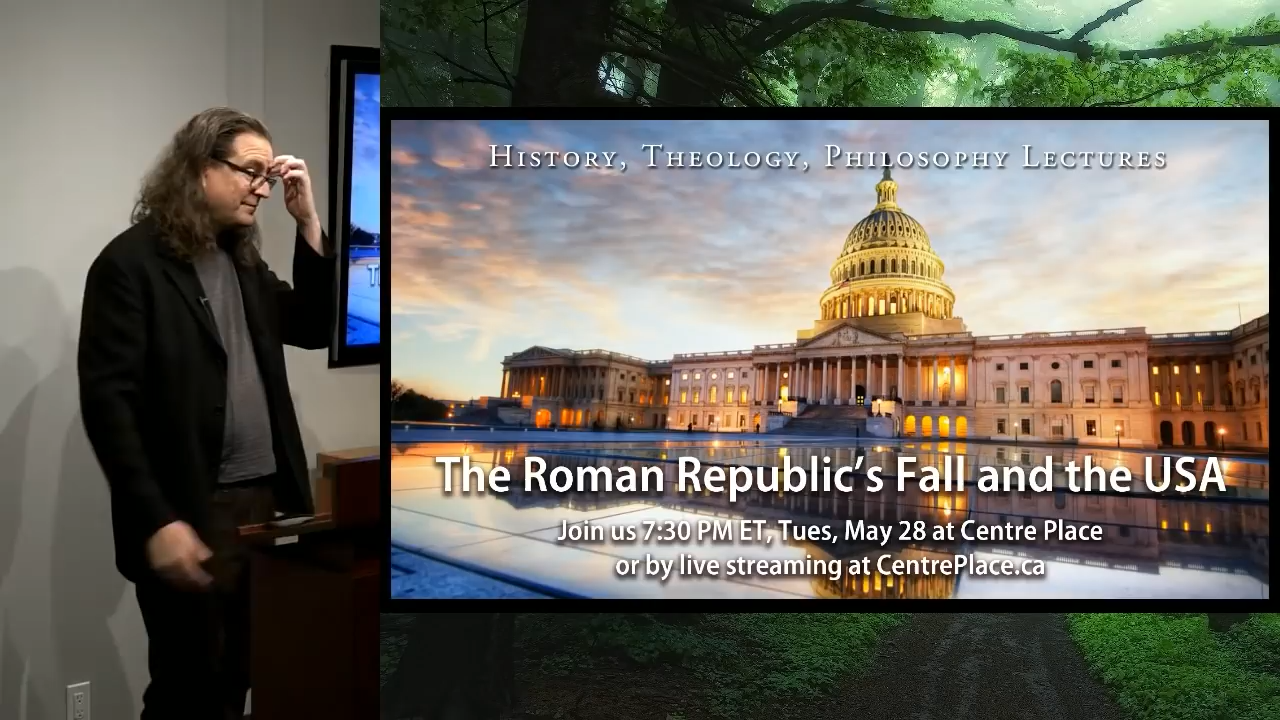 History, Theology, Philosophy Lectures
The Roman Republic's Fall and the USA
Join us 7:30 PM ET, Tues, May 28 at Centre Place
or by live streaming at CentrePlace.ca